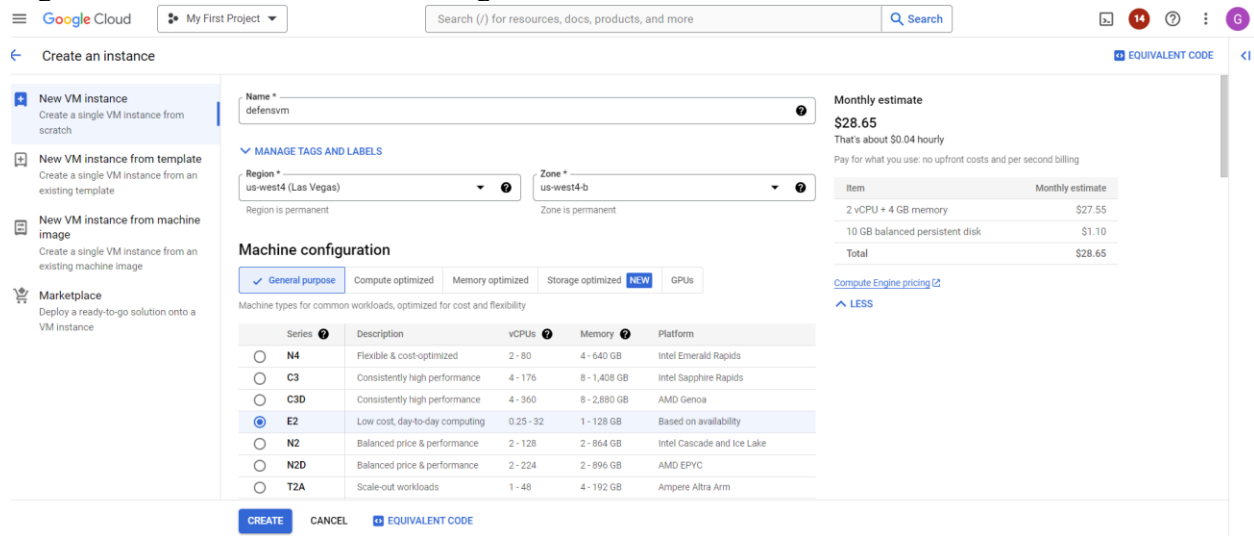 Google Cloud
My First Project
Search (/) for resources, docs, products, and more
Search
14
G
Create an instance
EQUIVALENT CODE
New VM instance
Create a single VM instance from
scratch
New VM instance from template
Create a single VM instance from an
existing template
New VM instance from machine
image
Create a single VM instance from an
existing machine image
Marketplace
Deploy a ready-to-go solution onto a
VM instance
Name *
defensvm
MANAGE TAGS AND LABELS
Region *
us-west4 (Las Vegas)
Region is permanent
Zone *
us-west4-b
Zone is permanent
Machine configuration
General purpose Compute optimized Memory optimized Storage optimized NEW GPUs
Machine types for common workloads, optimized for cost and flexibility
Series Description vCPUs Memory Platform
N4 Flexible & cost-optimized 2 - 80 4 - 640 GB Intel Emerald Rapids
C3 Consistently high performance 4 - 176 8 - 1,408 GB Intel Sapphire Rapids
C3D Consistently high performance 4 - 360 8 - 2,880 GB AMD Genoa
E2 Low cost, day-to-day computing 0.25 - 32 1 - 128 GB Based on availability
N2 Balanced price & performance 2 - 128 2 - 864 GB Intel Cascade and Ice Lake
N2D Balanced price & performance 2 - 224 2 - 896 GB AMD EPYC
T2A Scale-out workloads 1 - 48 4 - 192 GB Ampere Altra Arm
CREATE CANCEL EQUIVALENT CODE
Monthly estimate
$28.65
That's about $0.04 hourly
Pay for what you use: no upfront costs and per second billing
Item Monthly estimate
2 vCPU + 4 GB memory $27.55
10 GB balanced persistent disk $1.10
Total $28.65
Compute Engine pricing
LESS